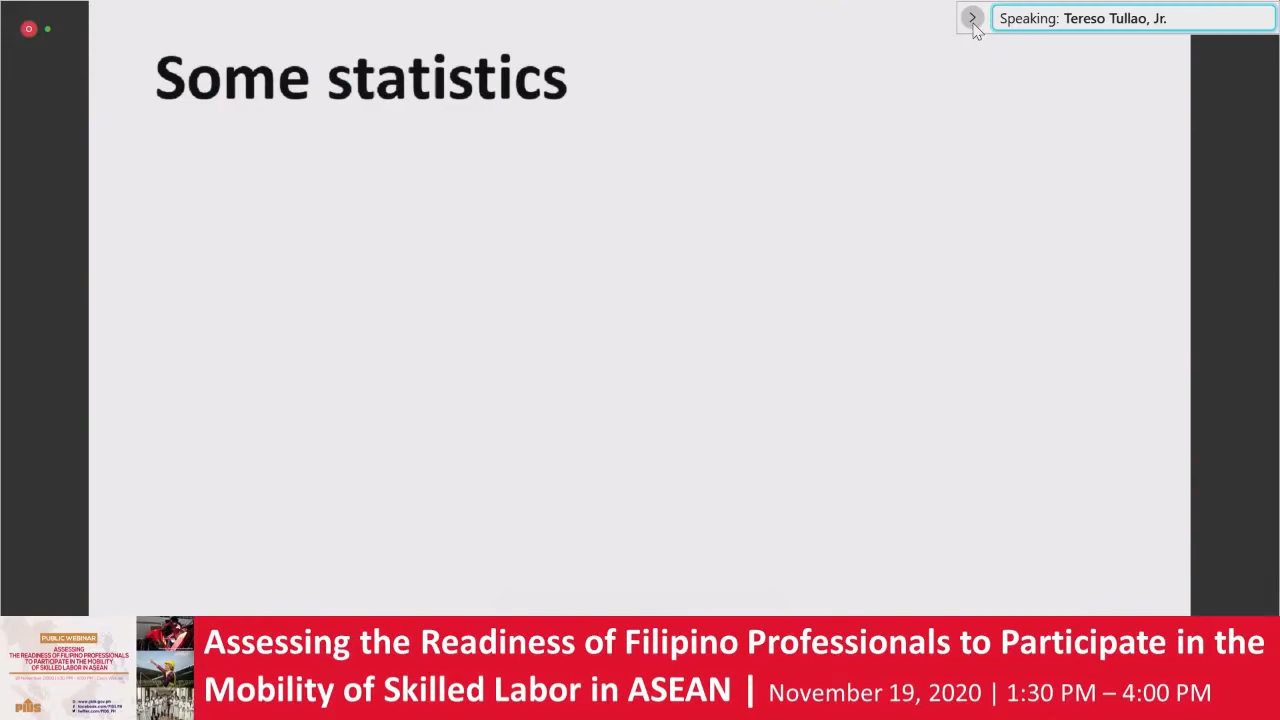 Speaking: Tereso Tullao, Jr.
Some statistics
PUBLIC WEBINAR
ASSESSING
THE READINESS OF FILIPINO PROFESSIONALS
TO PARTICIPATE IN THE MOBILITY
OF SKILLED LABOR IN ASEAN
PIDS
Assessing the Readiness of Filipino Professionals to Participate in the
Mobility of Skilled Labor in ASEAN | November 19, 2020 | 1:30 PM – 4:00 PM